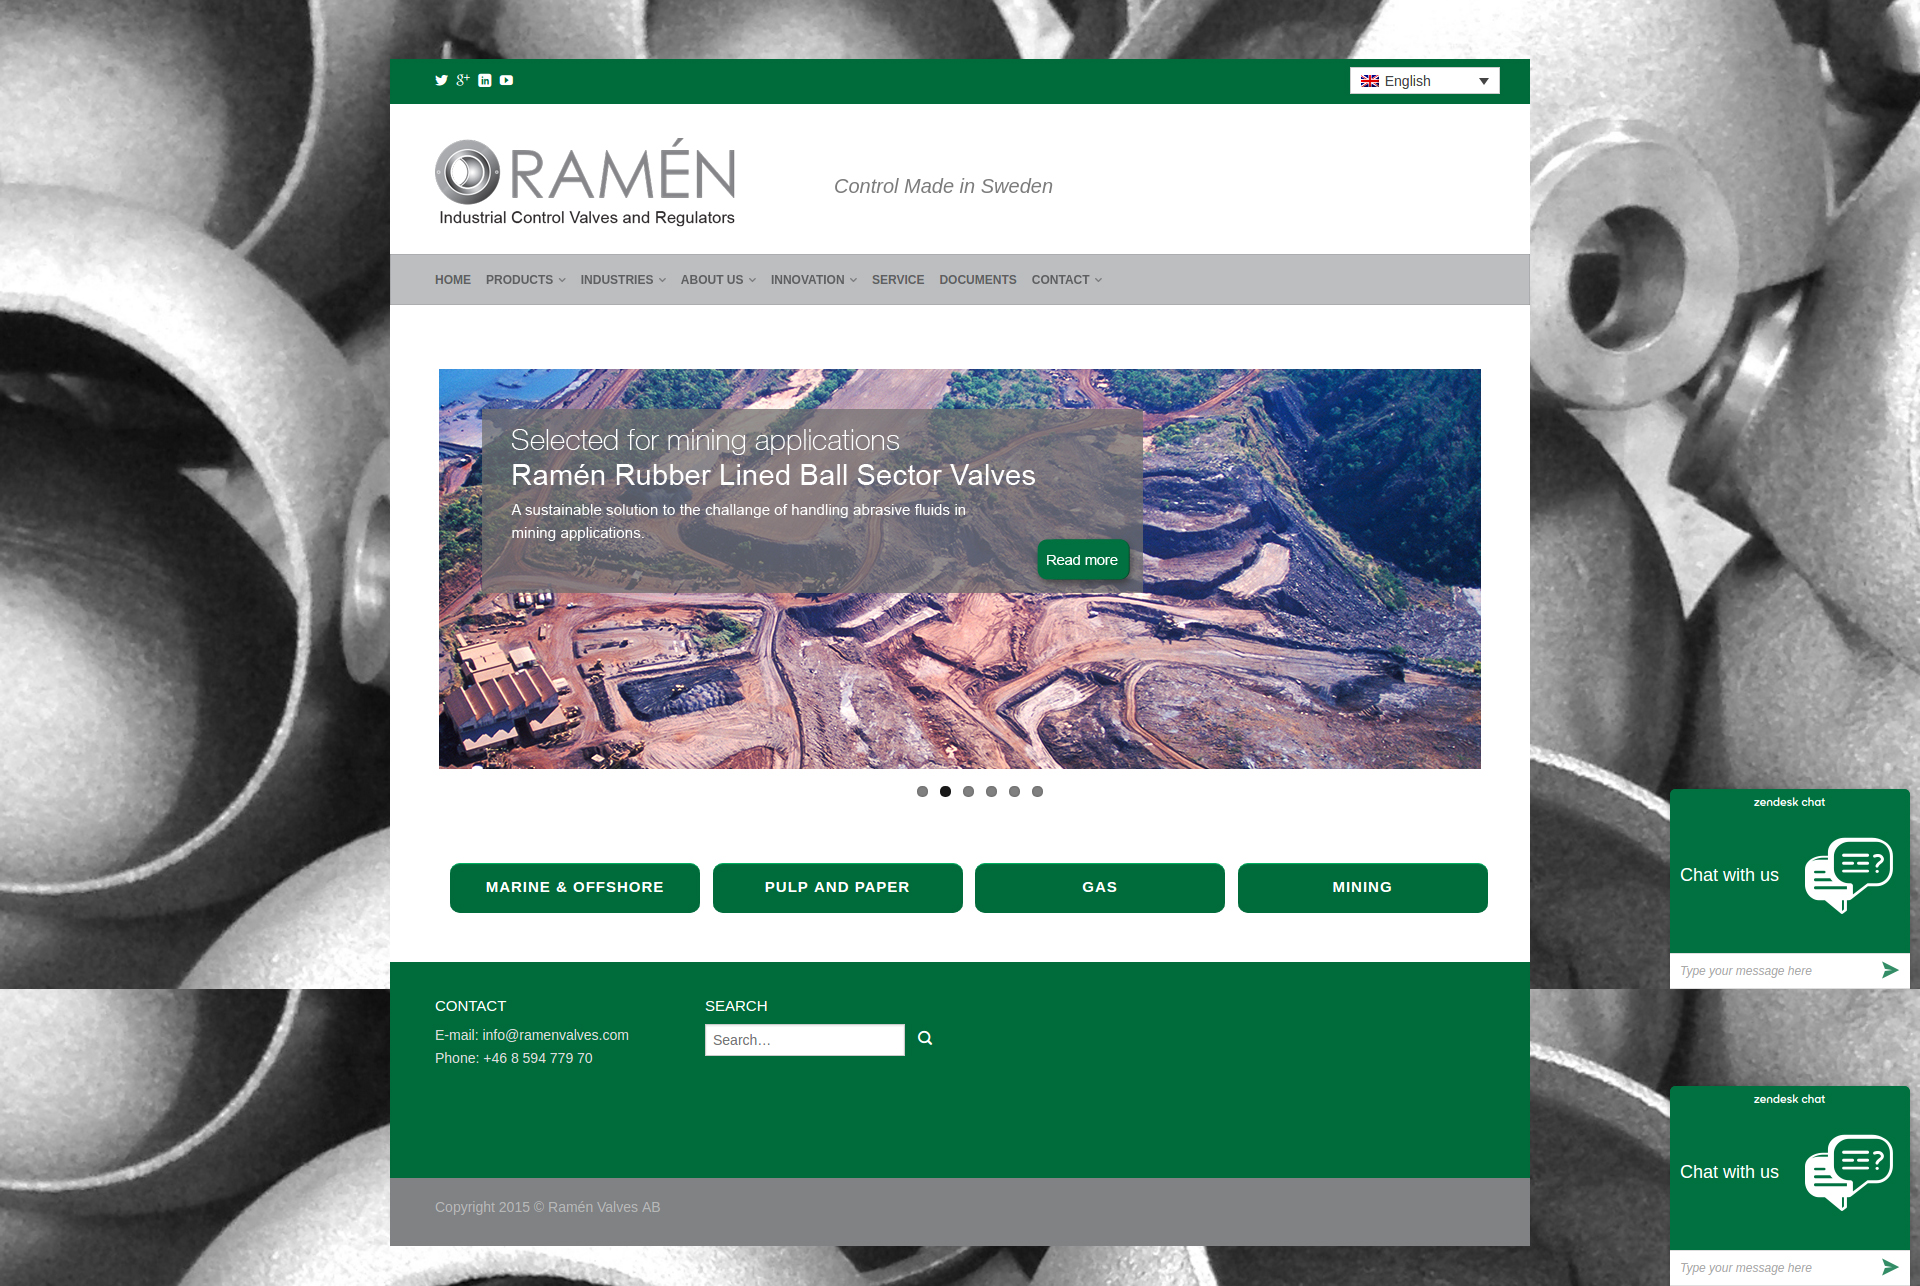 English
RAMÉN
Industrial Control Valves and Regulators
Control Made in Sweden
HOME PRODUCTS INDUSTRIES ABOUT US INNOVATION SERVICE DOCUMENTS CONTACT
Selected for mining applications
Ramén Rubber Lined Ball Sector Valves
A sustainable solution to the challange of handling abrasive fluids in
mining applications.
Read more
MARINE & OFFSHORE PULP AND PAPER GAS MINING
zendesk chat
Chat with us
Type your message here
CONTACT
E-mail: info@ramenvalves.com
Phone: +46 8 594 779 70
SEARCH
Search…
zendesk chat
Chat with us
Type your message here
Copyright 2015 © Ramén Valves AB